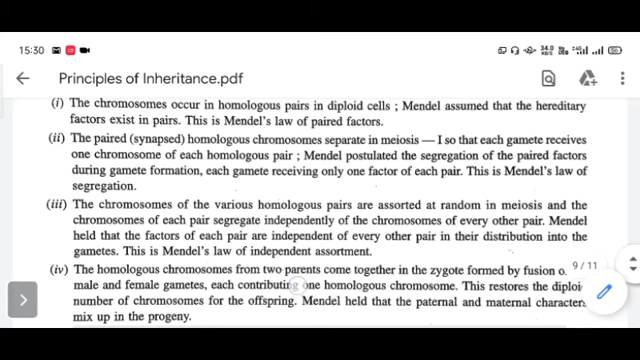 15:30
Principles of Inheritance.pdf
(i) The chromosomes occur in homologous pairs in diploid cells ; Mendel assumed that the hereditary
factors exist in pairs. This is Mendel's law of paired factors.
(ii) The paired (synapsed) homologous chromosomes separate in meiosis — I so that each gamete receives
one chromosome of each homologous pair ; Mendel postulated the segregation of the paired factors
during gamete formation, each gamete receiving only one factor of each pair. This is Mendel's law of
segregation.
(iii) The chromosomes of the various homologous pairs are assorted at random in meiosis and the
chromosomes of each pair segregate independently of the chromosomes of every other pair. Mendel
held that the factors of each pair are independent of every other pair in their distribution into the
gametes. This is Mendel's law of independent assortment.
9 / 11
(iv) The homologous chromosomes from two parents come together in the zygote formed by fusion o
male and female gametes, each contributing one homologous chromosome. This restores the diploi
number of chromosomes for the offspring. Mendel held that the paternal and maternal character
mix up in the progeny.